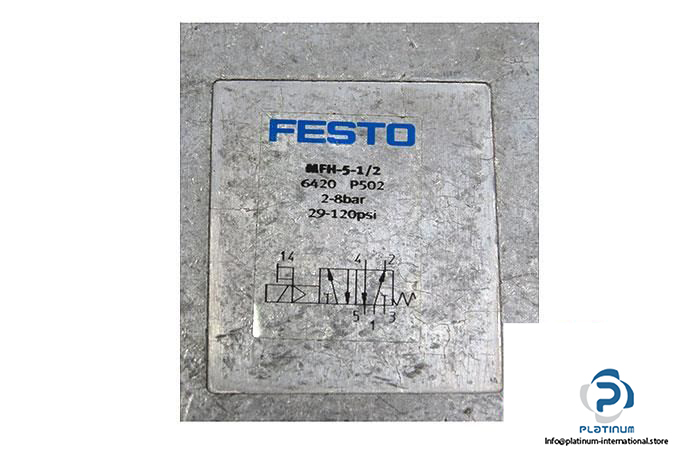 FESTO
MFH-5-1/2
6420 P502
2-8bar
29-120psi
14 4 2
5 1 3
PLATINUM
Info@platinum-international.store